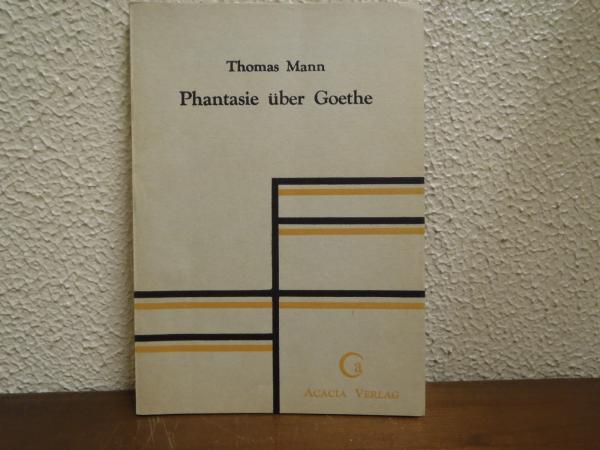 Thomas Mann
Phantasie über Goethe
Ca
ACACIA VERLAG